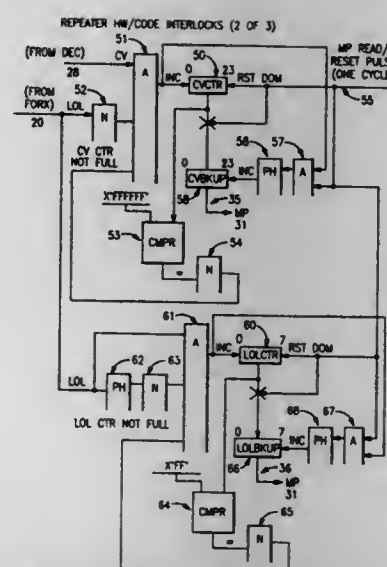 REPEATER HW/CODE INTERLOCKS (2 OF 3)
(FROM DEC)
CV
28
51
A
INC
0
50
23
CVCTR
RST DOM
MP READ/
RESET PULS
(ONE CYCLE
55
(FROM
FORX)
LOL
20
52
N
CV CTR
NOT FULL
0
23
CVBKUP
INC
56
PH
57
A
58
35
MP
31
X'FFFFFF'
53
CMPR
=
54
N
61
A
INC
0
60
7
LOLCTR
RST DOM
LOL
62
PH
63
N
LOL CTR NOT FULL
0
7
LOLBKUP
INC
68
PH
67
A
66
36
MP
31
X'FF'
64
CMPR
=
65
N